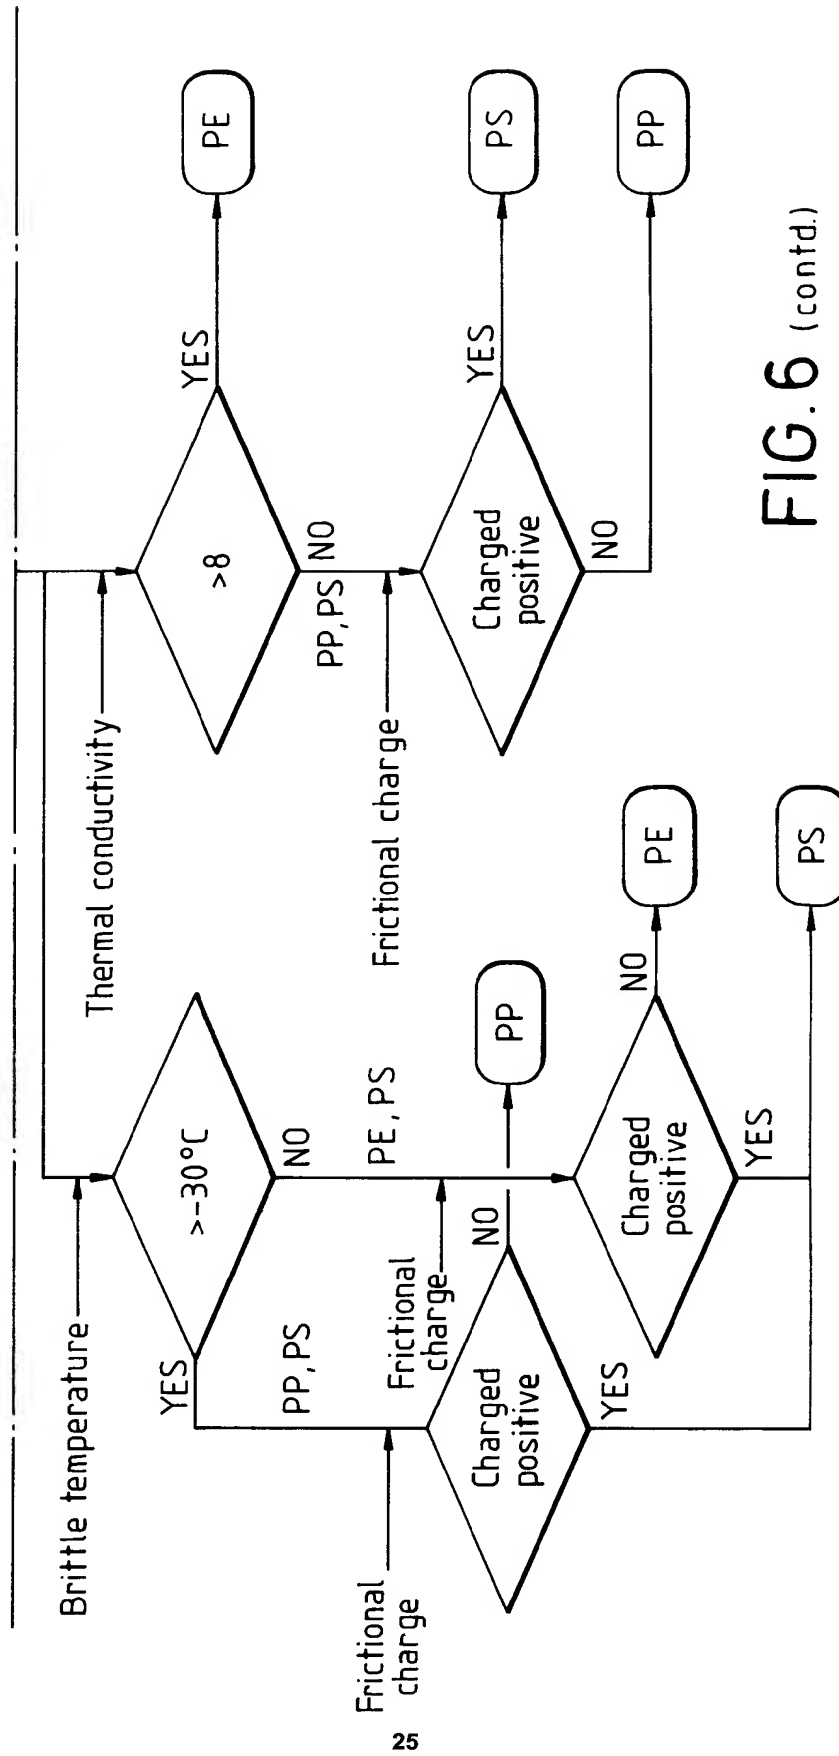 Brittle temperature
>-30°C
YES
PP,PS
NO
PE,PS
Frictional
charge
Charged
positive
NO
PP
YES
Frictional
charge
Charged
positive
NO
PE
YES
PS
Thermal conductivity
>8
YES
PE
NO
PP,PS
Frictional charge
Charged
positive
YES
PS
NO
PP
FIG. 6 (contd.)
25